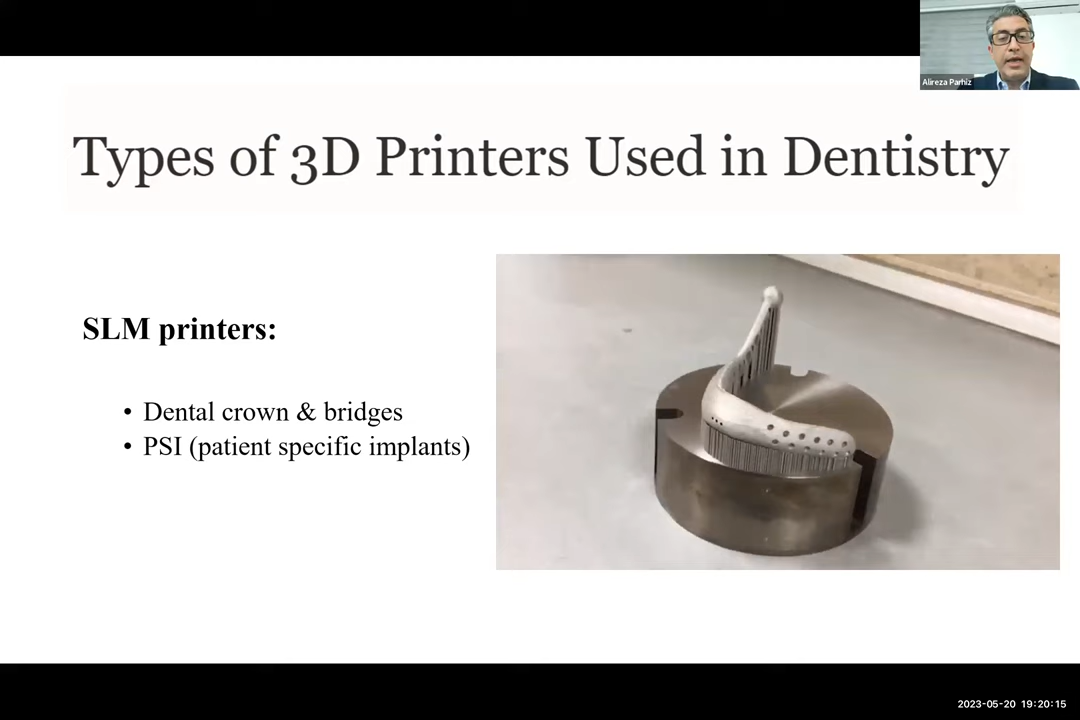 Alireza Parhiz
Types of 3D Printers Used in Dentistry
SLM printers:
• Dental crown & bridges
• PSI (patient specific implants)
2023-05-20 19:20:15